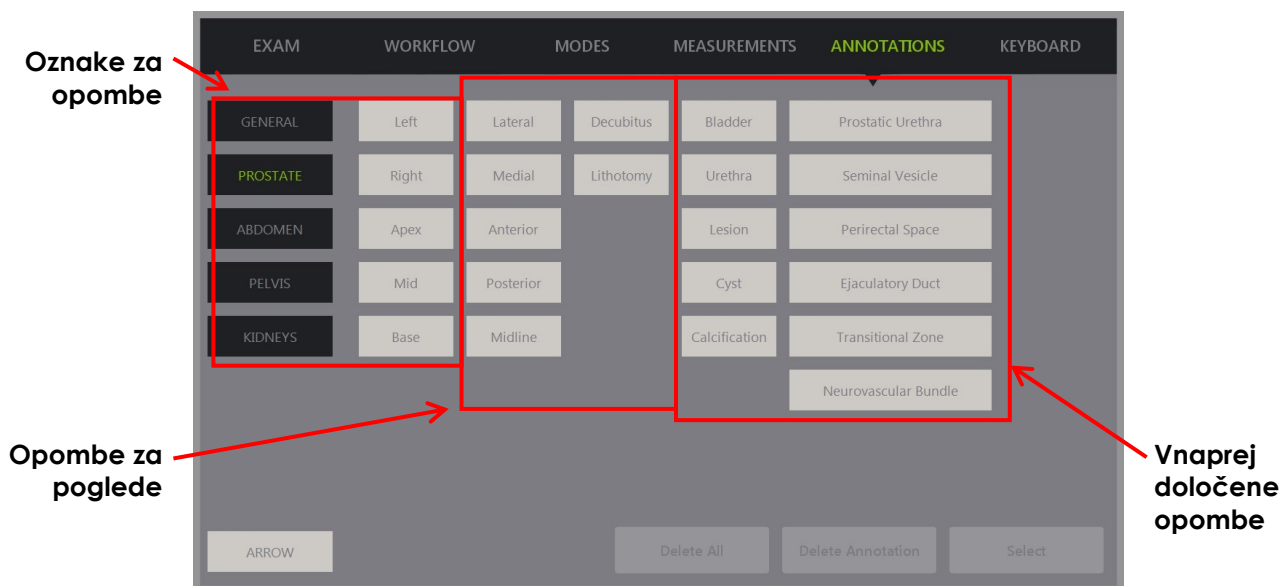 EXAM WORKFLOW MODES MEASUREMENTS ANNOTATIONS KEYBOARD
Oznake za
opombe
GENERAL Left Lateral Decubitus Bladder Prostatic Urethra
PROSTATE Right Medial Lithotomy Urethra Seminal Vesicle
ABDOMEN Apex Anterior Lesion Perirectal Space
PELVIS Mid Posterior Cyst Ejaculatory Duct
KIDNEYS Base Midline Calcification Transitional Zone
Neurovascular Bundle
Opombe za
poglede
Vnaprej
določene
opombe
ARROW Delete All Delete Annotation Select